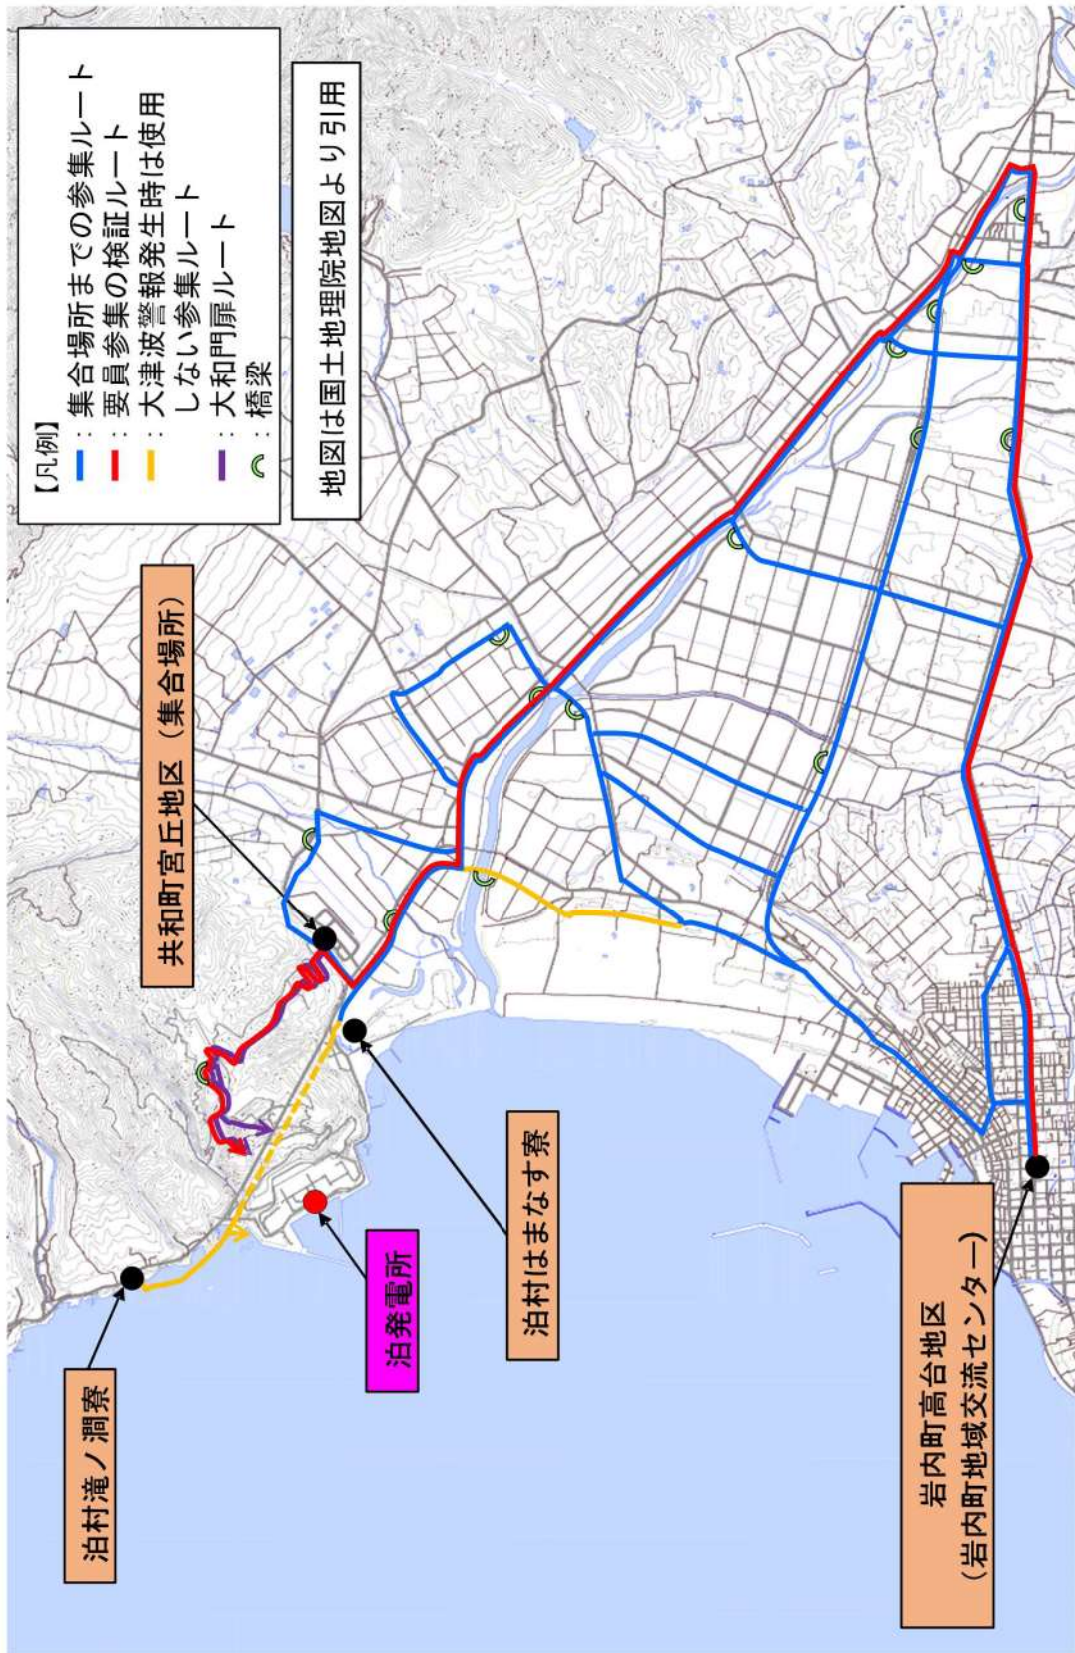 【凡例】
：集合場所までの参集ルート
：要員参集の検証ルート
：大津波警報発生時は使用
しない参集ルート
：大和門扉ルート
：橋梁
地図は国土地理院地図より引用
共和町宮丘地区（集合場所）
泊村滝ノ澗寮
泊発電所
泊村はまなす寮
岩内町高台地区
（岩内町地域交流センター）